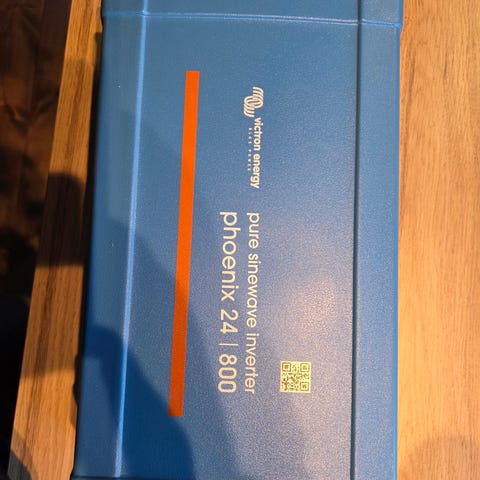 victron energy
BLUE POWER
pure sinewave inverter
phoenix 24 | 800